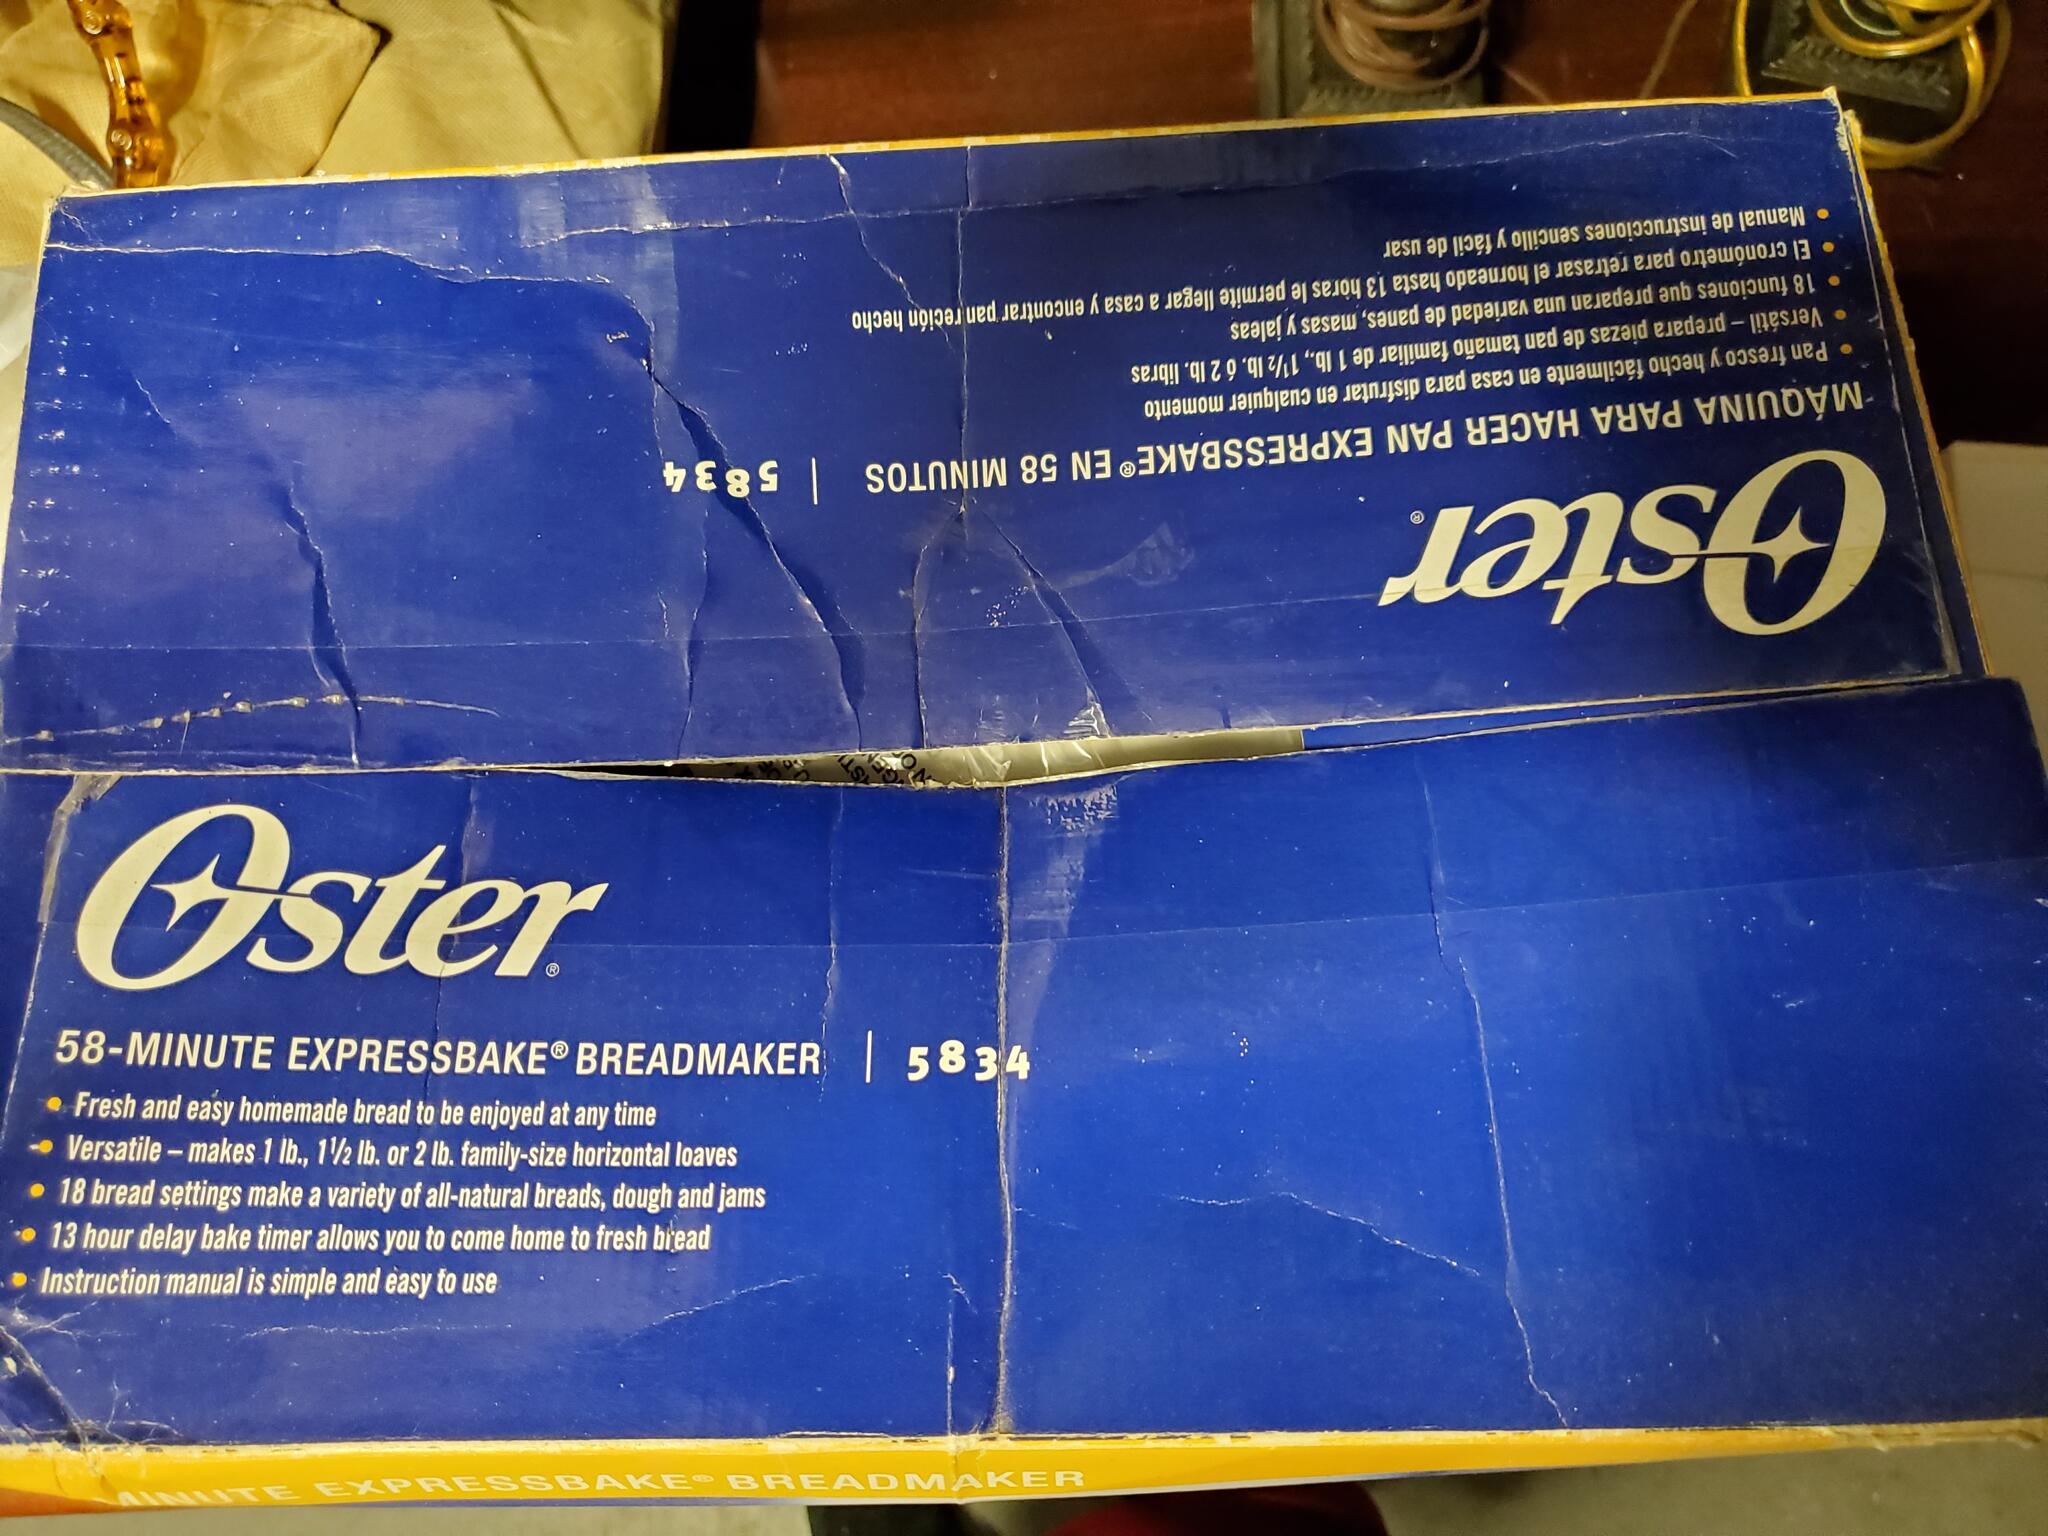 Oster®
MÁQUINA PARA HACER PAN EXPRESSBAKE® EN 58 MINUTOS | 5834
• Pan fresco y hecho fácilmente en casa para disfrutar en cualquier momento
• Versátil – prepara piezas de pan tamaño familiar de 1 lb., 1½ lb. ó 2 lb. libras
• 18 funciones que preparan una variedad de panes, masas y jaleas
• El cronómetro para retrasar el horneado hasta 13 horas le permite llegar a casa y encontrar pan reción hecho
• Manual de instrucciones sencillo y fácil de usar
Oster®
58-MINUTE EXPRESSBAKE® BREADMAKER | 5834
• Fresh and easy homemade bread to be enjoyed at any time
• Versatile – makes 1 lb., 1½ lb. or 2 lb. family-size horizontal loaves
• 18 bread settings make a variety of all-natural breads, dough and jams
• 13 hour delay bake timer allows you to come home to fresh bread
• Instruction manual is simple and easy to use
MINUTE EXPRESSBAKE® BREADMAKER